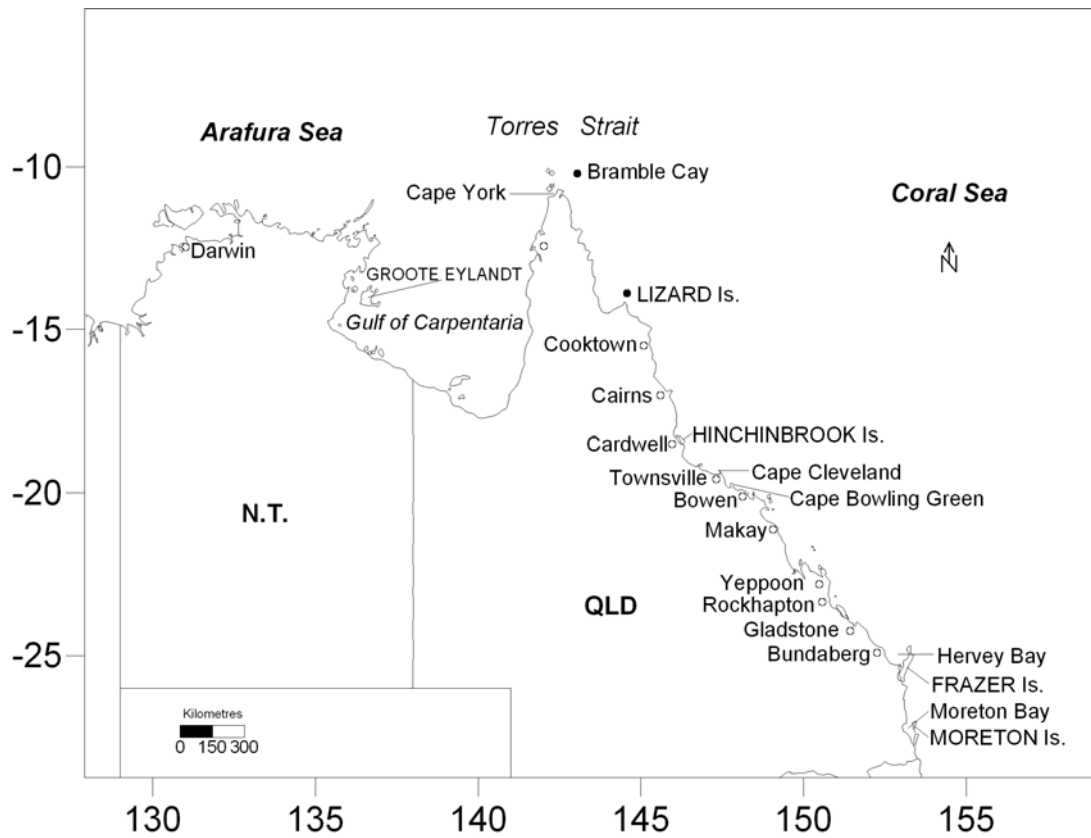 Arafura Sea
Torres Strait
-10
Bramble Cay
Cape York
Coral Sea
N
Darwin
GROOTE EYLANDT
LIZARD Is.
Gulf of Carpentaria
-15
Cooktown
Cairns
HINCHINBROOK Is.
Cardwell
Cape Cleveland
Townsville
-20
Bowen
Cape Bowling Green
N.T.
Makay
Yeppoon
QLD
Rockhapton
Gladstone
-25
Bundaberg
Hervey Bay
FRAZER Is.
Kilometres
Moreton Bay
0 150 300
MORETON Is.
130 135 142 145 150 155